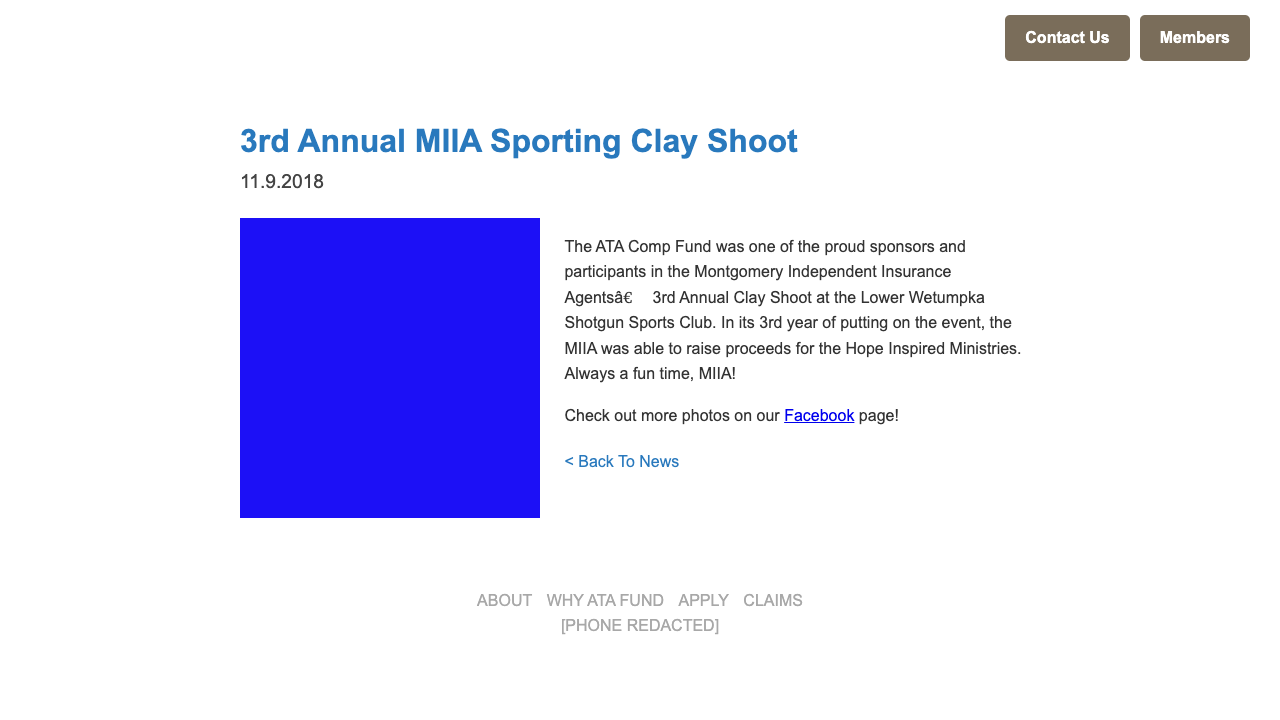 Contact Us
Members
3rd Annual MIIA Sporting Clay Shoot
11.9.2018
The ATA Comp Fund was one of the proud sponsors and
participants in the Montgomery Independent Insurance
Agentsâ€ 3rd Annual Clay Shoot at the Lower Wetumpka
Shotgun Sports Club. In its 3rd year of putting on the event, the
MIIA was able to raise proceeds for the Hope Inspired Ministries.
Always a fun time, MIIA!
Check out more photos on our Facebook page!
< Back To News
ABOUT WHY ATA FUND APPLY CLAIMS
[PHONE REDACTED]